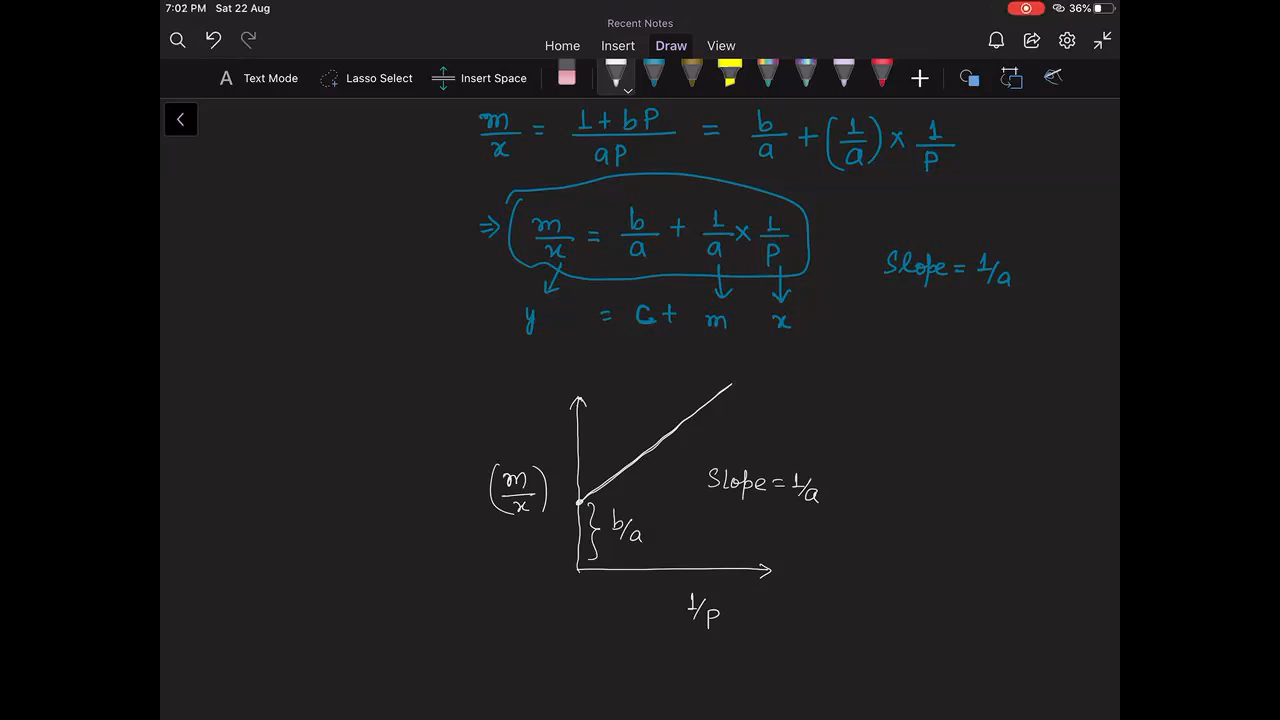 7:02 PM Sat 22 Aug
36%
Recent Notes
Home Insert Draw View
Text Mode Lasso Select Insert Space
m/x = (1 + bP)/aP = b/a + (1/a) × 1/P
⇒ m/x = b/a + 1/a × 1/P
Slope = 1/a
y = C + m x
(m/x)
Slope = 1/a
b/a
1/P